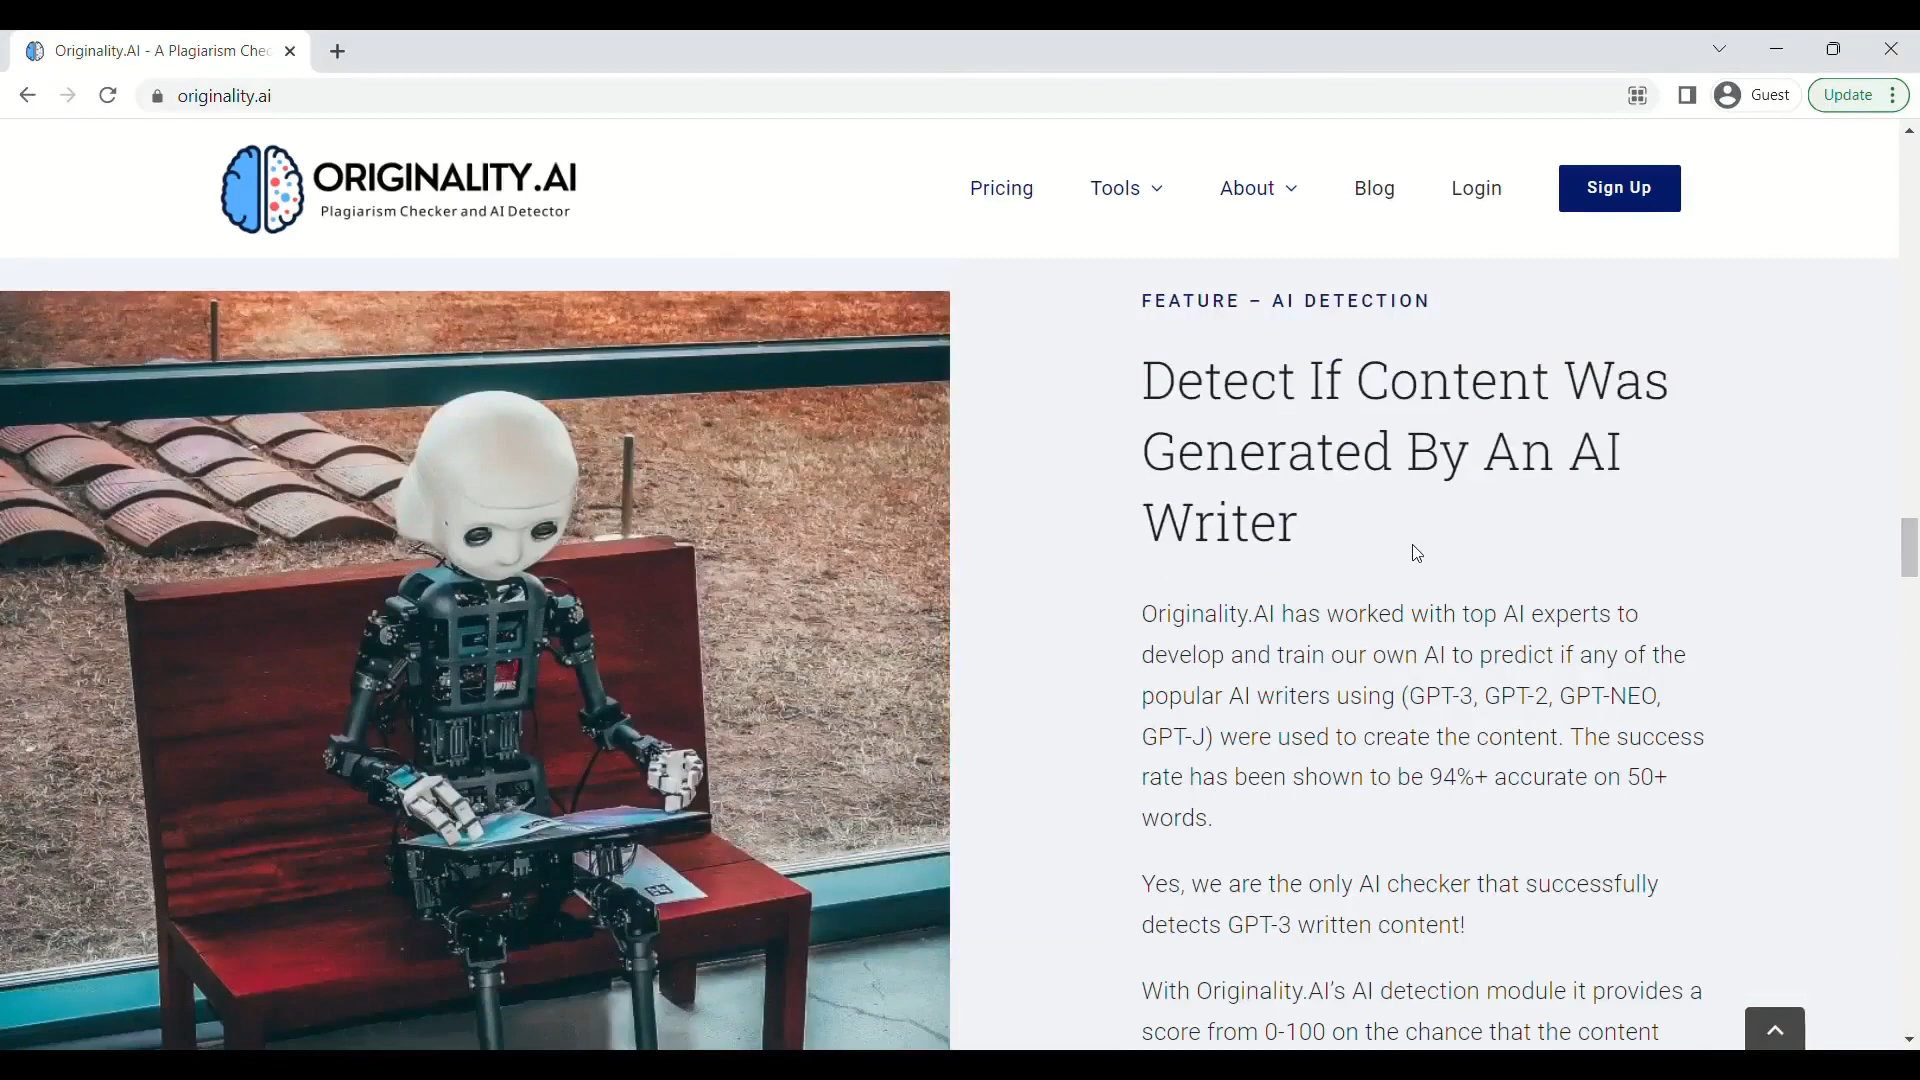 Originality.AI - A Plagiarism Chec
originality.ai
Guest
Update
ORIGINALITY.AI
Plagiarism Checker and AI Detector
Pricing
Tools
About
Blog
Login
Sign Up
FEATURE – AI DETECTION
Detect If Content Was
Generated By An AI
Writer
Originality.AI has worked with top AI experts to
develop and train our own AI to predict if any of the
popular AI writers using (GPT-3, GPT-2, GPT-NEO,
GPT-J) were used to create the content. The success
rate has been shown to be 94%+ accurate on 50+
words.
Yes, we are the only AI checker that successfully
detects GPT-3 written content!
With Originality.AI’s AI detection module it provides a
score from 0-100 on the chance that the content